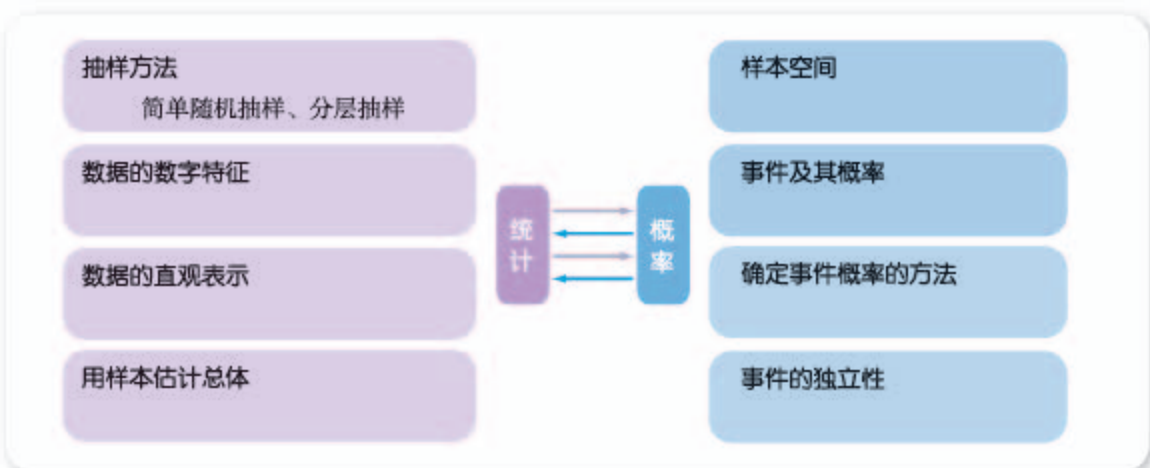 抽样方法
简单随机抽样、分层抽样
数据的数字特征
数据的直观表示
用样本估计总体
统计
概率
样本空间
事件及其概率
确定事件概率的方法
事件的独立性